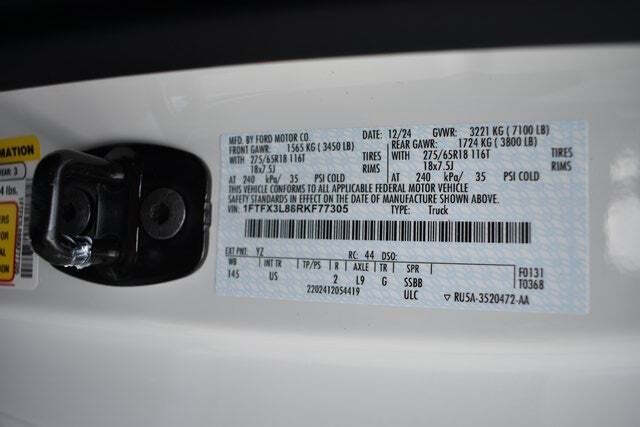 MATION
YEAR 3
4 lbs.
MFD. BY FORD MOTOR CO. 12/24 GVWR: 3221 KG ( 7100 LB)
FRONT GAWR: 1565 KG ( 3450 LB) REAR GAWR: 1724 KG ( 3800 LB)
WITH 275/65R18 116T TIRES WITH 275/65R18 116T TIRES
18x7.5J RIMS 18x7.5J RIMS
AT 240 kPa/ 35 PSI COLD AT 240 kPa/ 35 PSI COLD
THIS VEHICLE CONFORMS TO ALL APPLICABLE FEDERAL MOTOR VEHICLE
SAFETY STANDARDS IN EFFECT ON THE DATE OF MANUFACTURE SHOWN ABOVE.
VIN: 1FTFX3L86RKF77305 TYPE: Truck
EXT PNT: YZ RC: 44 DSO:
WB INT TR TP/PS R AXLE TR SPR F0131
145 US 2 L9 G SSBB T0368
2202412054419 ULC ▽ RU5A-3520472-AA